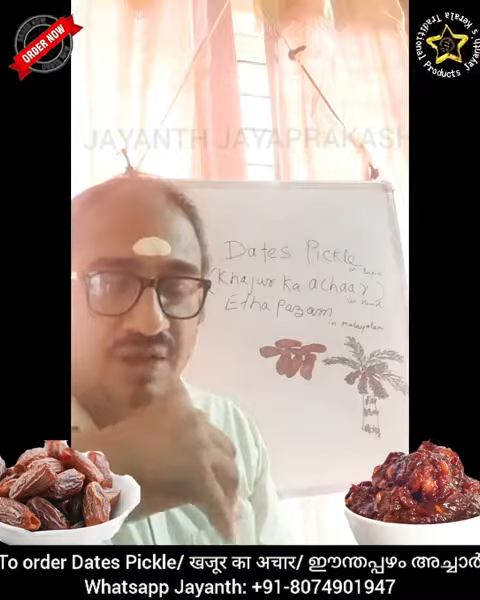 ORDER NOW
Jayanth's Kerala Traditional Products
JAYANTH JAYAPRAKASH
Dates Pickle
(Khajur Ka Achaar)
Etha Pazam
in malayalam
To order Dates Pickle/ खजूर का अचार/ ഈന്തപ്പഴം അച്ചാർ
Whatsapp Jayanth: +91-8074901947